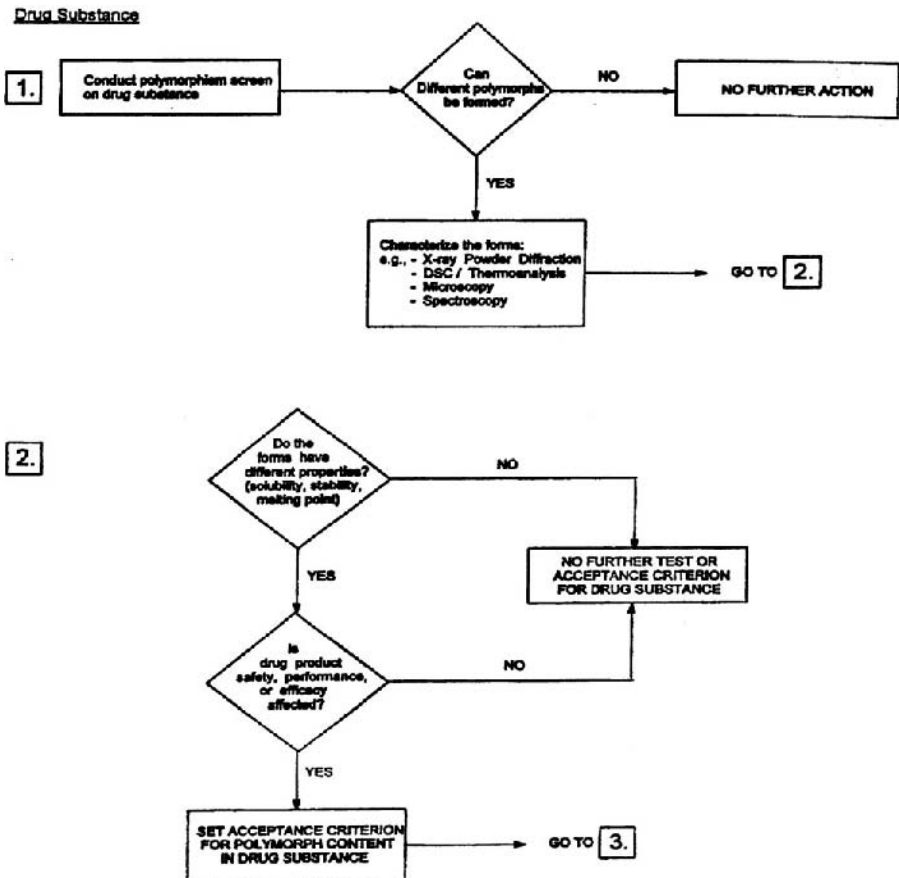 Drug Substance
1.
Conduct polymorphism screen
on drug substance
Can
Different polymorphs
be formed?
NO
NO FURTHER ACTION
YES
Characterize the forms:
e.g., - X-ray Powder Diffraction
- DSC / Thermoanalysis
- Microscopy
- Spectroscopy
GO TO 2.
2.
Do the
forms have
different properties?
(solubility, stability,
melting point)
NO
NO FURTHER TEST OR
ACCEPTANCE CRITERION
FOR DRUG SUBSTANCE
YES
Is
drug product
safety, performance,
or efficacy
affected?
NO
YES
SET ACCEPTANCE CRITERION
FOR POLYMORPH CONTENT
IN DRUG SUBSTANCE
GO TO 3.